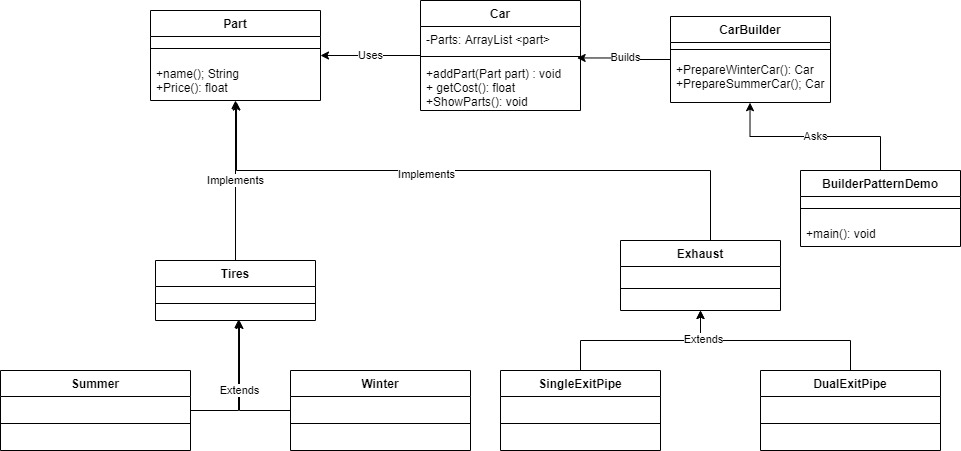 Part
+name(); String
+Price(): float
Uses
Car
-Parts: ArrayList <part>
+addPart(Part part) : void
+ getCost(): float
+ShowParts(): void
Builds
CarBuilder
+PrepareWinterCar(): Car
+PrepareSummerCar(); Car
Asks
BuilderPatternDemo
+main(): void
Implements
Implements
Tires
Exhaust
Extends
Extends
Summer
Winter
SingleExitPipe
DualExitPipe